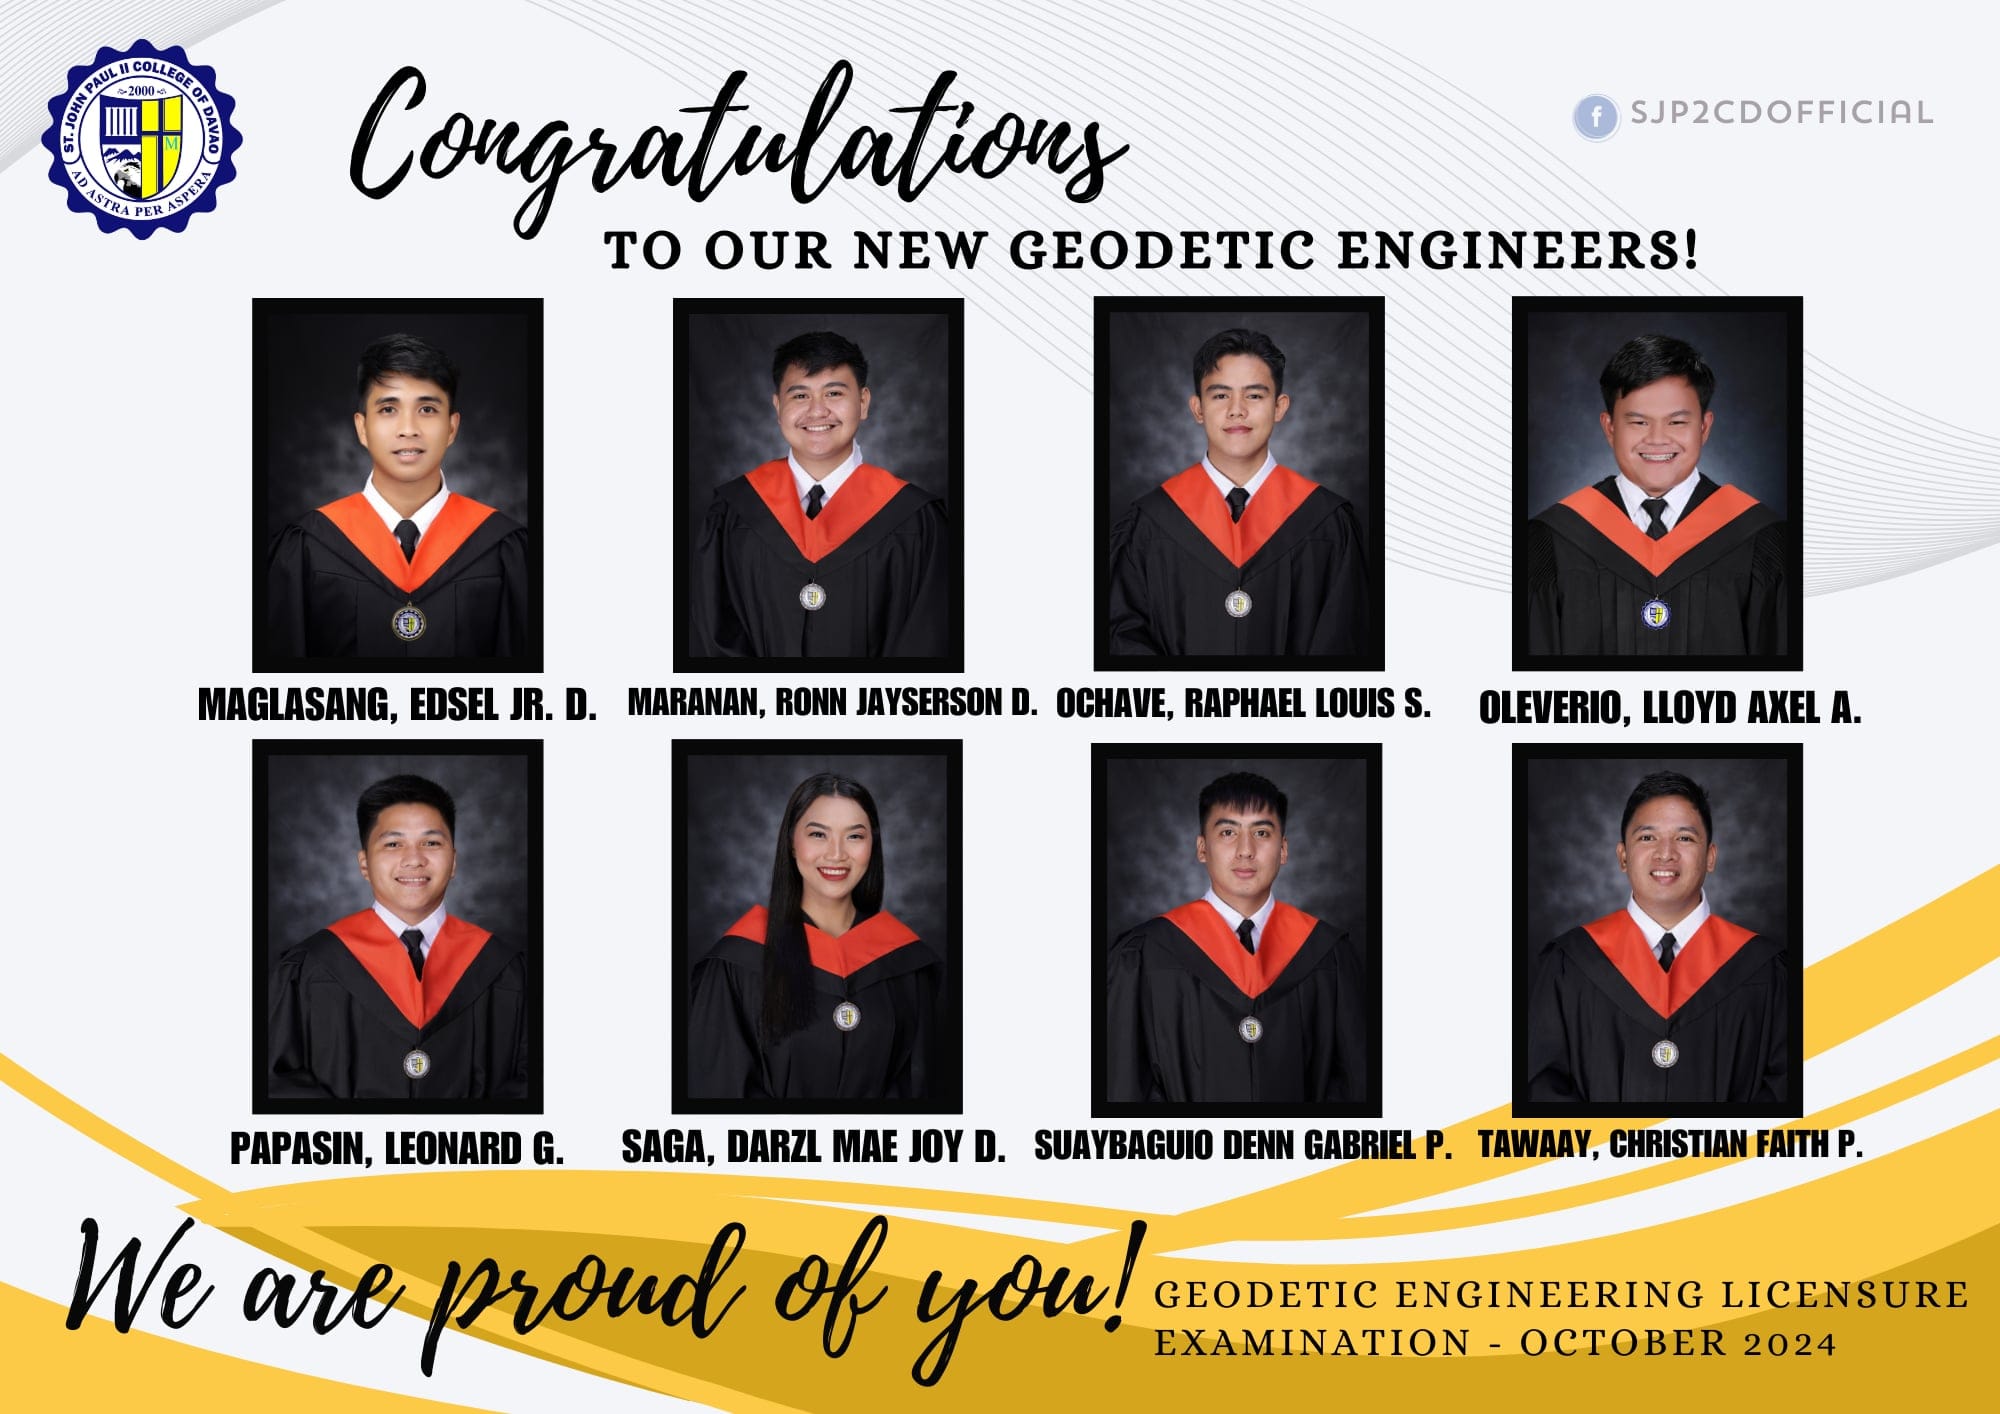 ST. JOHN PAUL II COLLEGE OF DAVAO
2000
M
AD ASTRA PER ASPERA
Congratulations
f SJP2CDOFFICIAL
TO OUR NEW GEODETIC ENGINEERS!
MAGLASANG, EDSEL JR. D.
MARANAN, RONN JAYSERSON D.
OCHAVE, RAPHAEL LOUIS S.
OLEVERIO, LLOYD AXEL A.
PAPASIN, LEONARD G.
SAGA, DARZL MAE JOY D.
SUAYBAGUIO DENN GABRIEL P.
TAWAAY, CHRISTIAN FAITH P.
We are proud of you!
GEODETIC ENGINEERING LICENSURE
EXAMINATION - OCTOBER 2024